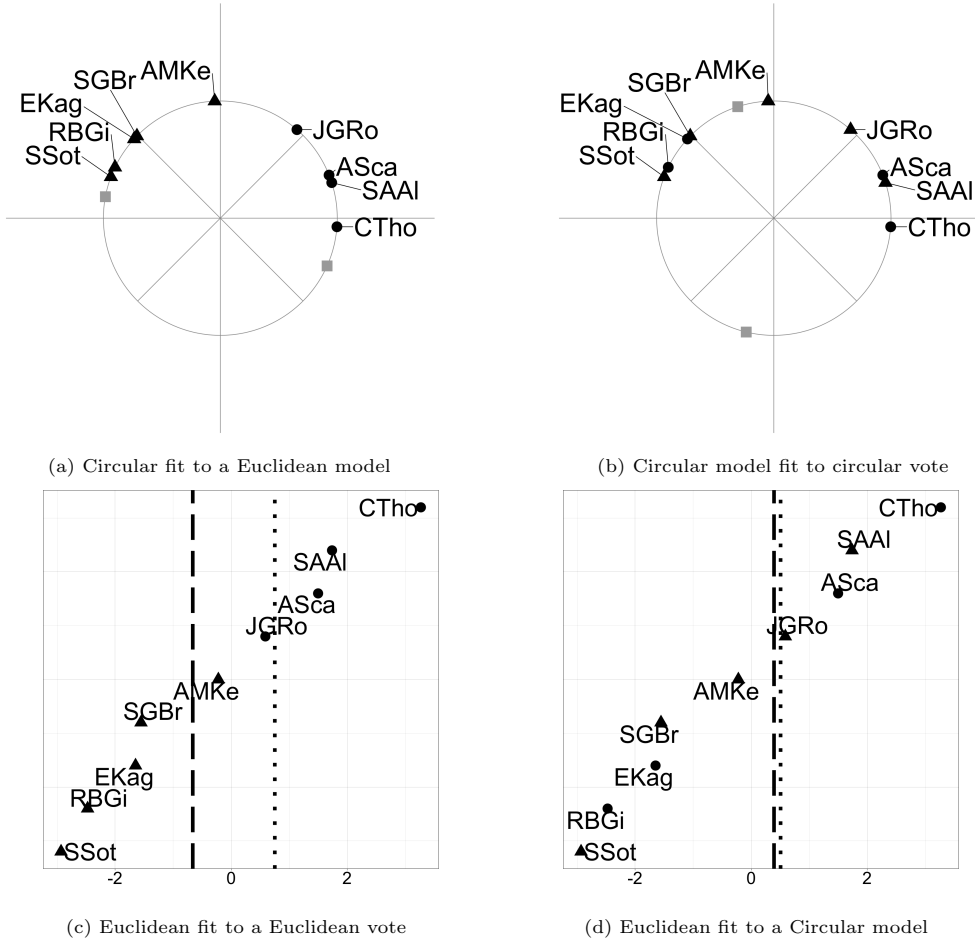 AMKe
SGBr
EKag
RBGi
SSot
JGRo
ASca
SAAl
CTho
AMKe
SGBr
EKag
RBGi
SSot
JGRo
ASca
SAAl
CTho
(a) Circular fit to a Euclidean model
(b) Circular model fit to circular vote
CTho
SAAl
ASca
JGRo
AMKe
SGBr
EKag
RBGi
SSot
-2 0 2
CTho
SAAl
ASca
JGRo
AMKe
SGBr
EKag
RBGi
SSot
-2 0 2
(c) Euclidean fit to a Euclidean vote
(d) Euclidean fit to a Circular model